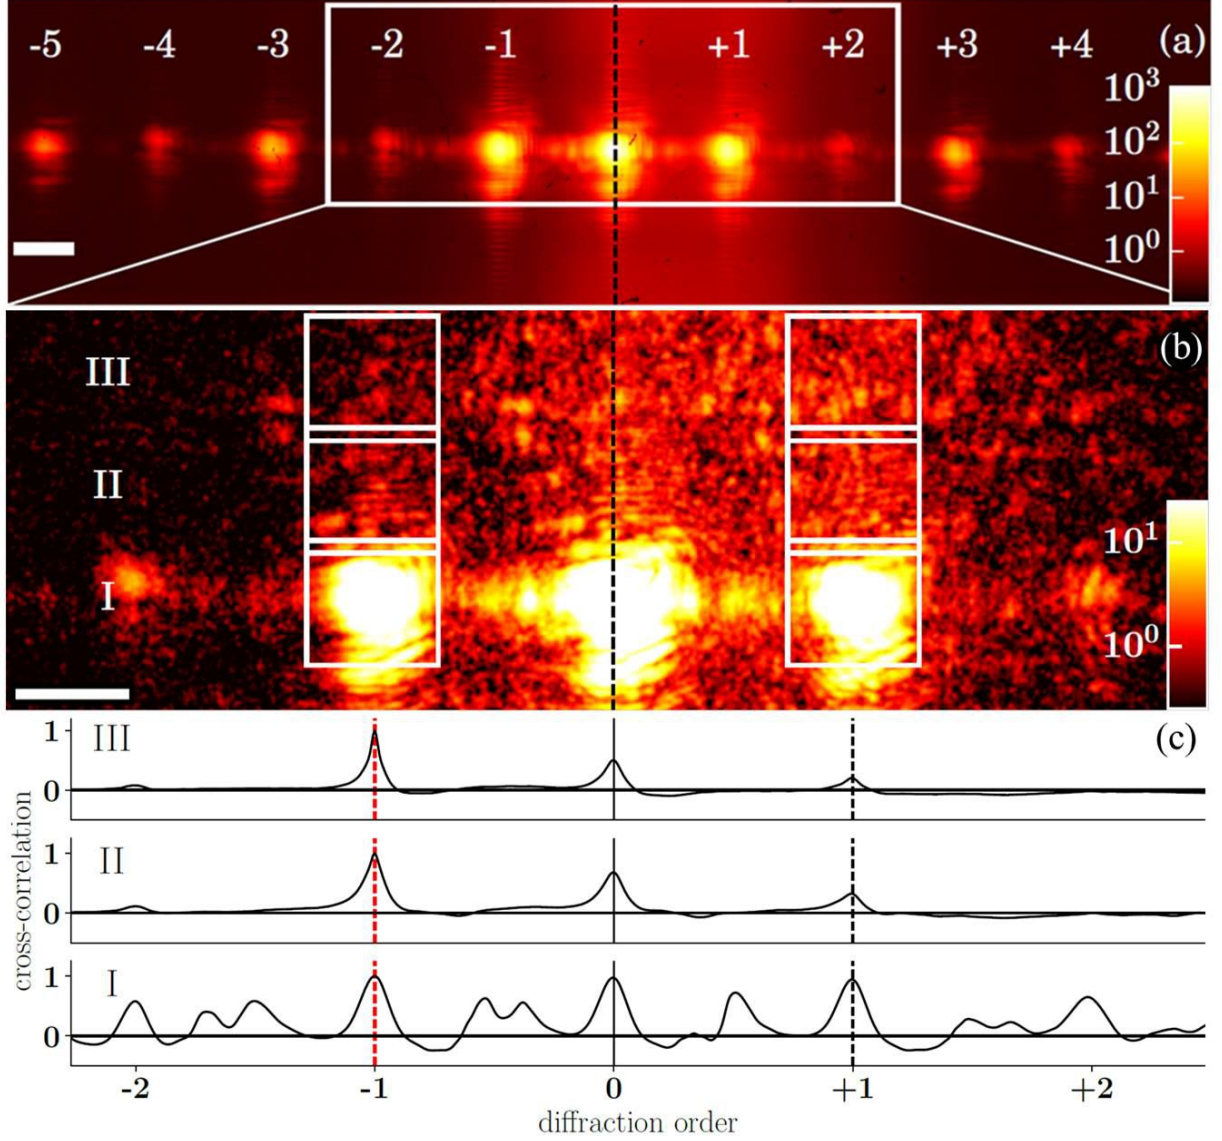 -5 -4 -3 -2 -1 +1 +2 +3 +4 (a)
10³
10²
10¹
10⁰
(b)
III
II
I
10¹
10⁰
(c)
1 III
0
1 II
0
1 I
0
cross-correlation
-2 -1 0 +1 +2
diffraction order